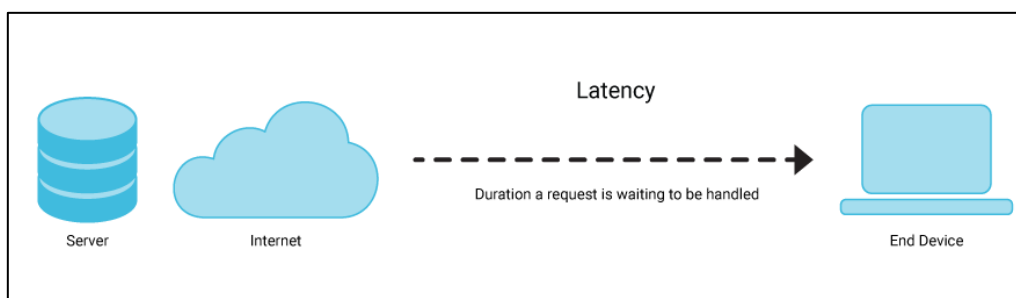 Latency
Duration a request is waiting to be handled
Server
Internet
End Device